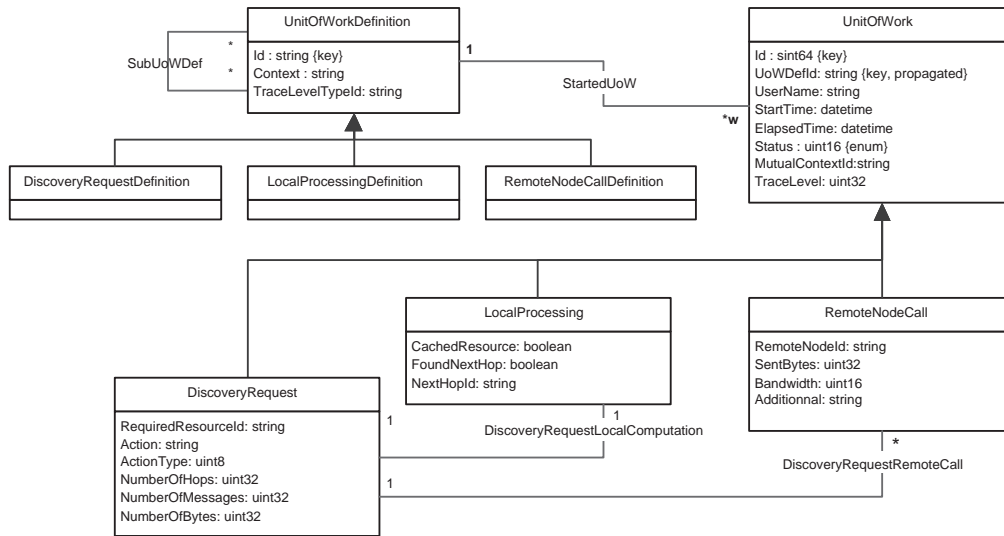 UnitOfWorkDefinition
Id : string {key}
Context : string
TraceLevelTypeId: string
*
*
SubUoWDef
1
StartedUoW
*w
UnitOfWork
Id : sint64 {key}
UoWDefId: string {key, propagated}
UserName: string
StartTime: datetime
ElapsedTime: datetime
Status : uint16 {enum}
MutualContextId:string
TraceLevel: uint32
DiscoveryRequestDefinition
LocalProcessingDefinition
RemoteNodeCallDefinition
LocalProcessing
CachedResource: boolean
FoundNextHop: boolean
NextHopId: string
RemoteNodeCall
RemoteNodeId: string
SentBytes: uint32
Bandwidth: uint16
Additionnal: string
DiscoveryRequest
RequiredResourceId: string
Action: string
ActionType: uint8
NumberOfHops: uint32
NumberOfMessages: uint32
NumberOfBytes: uint32
1
1
DiscoveryRequestLocalComputation
1
*
DiscoveryRequestRemoteCall